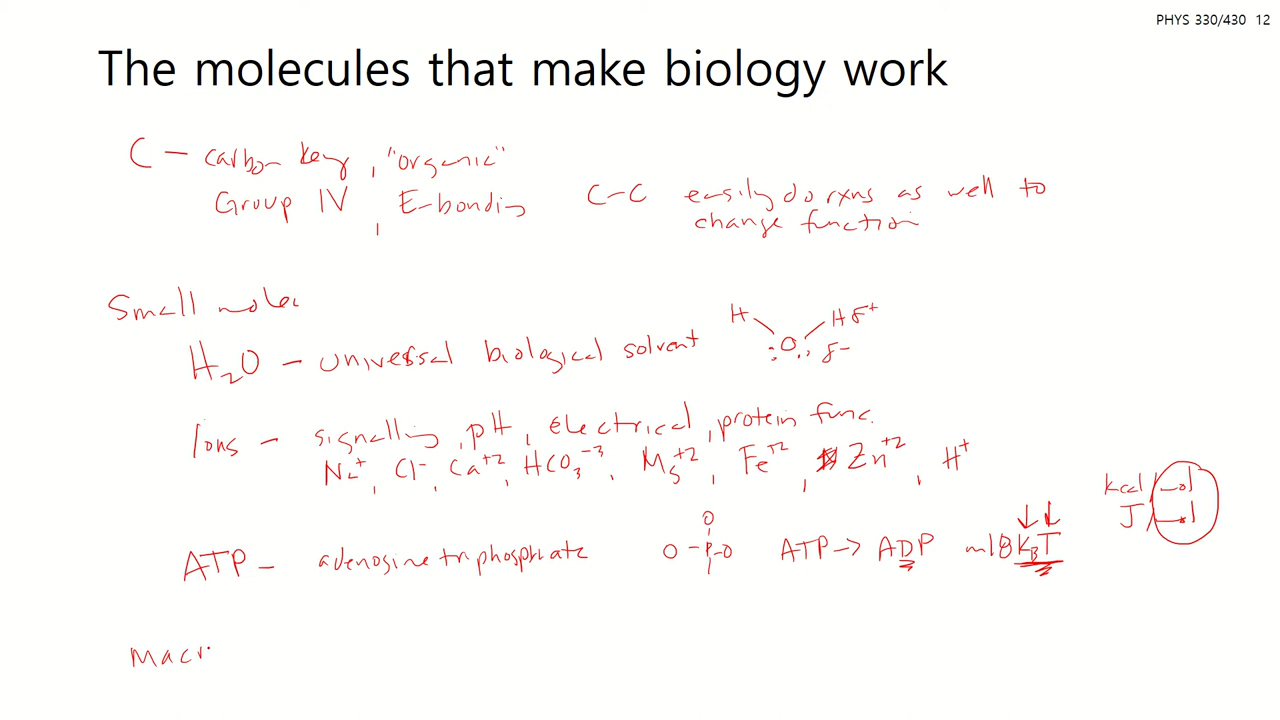 PHYS 330/430 12
The molecules that make biology work
C – carbon key, "organic"
Group IV, E-bonding C–C easily do rxns as well to
change function
Small molec
H₂O – universal biological solvent H H δ+
O δ–
Ions – signalling, pH, electrical, protein func.
Na⁺, Cl⁻, Ca⁺², HCO₃⁻³, Mg⁺², Fe⁺², Zn⁺², H⁺
kcal/mol
J/mol
ATP – adenosine triphosphate O O–P–O ATP → ADP ~18 k_BT
Macr